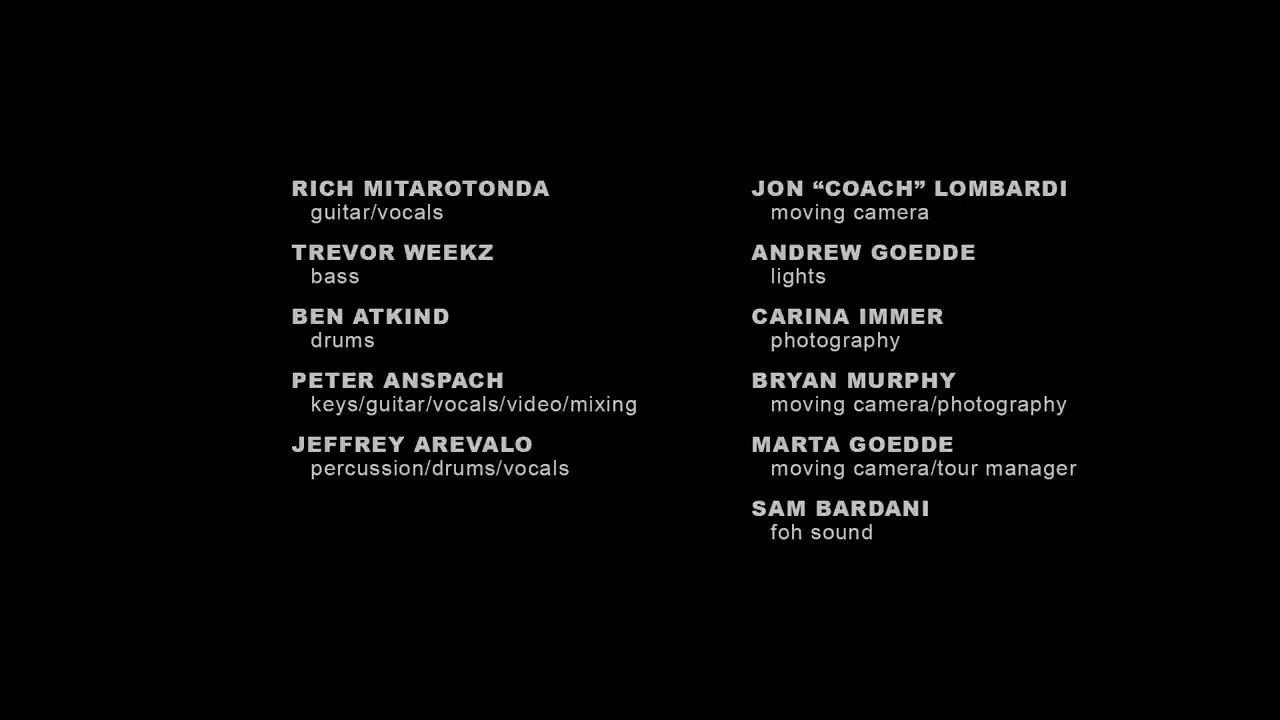 RICH MITAROTONDA
guitar/vocals
TREVOR WEEKZ
bass
BEN ATKIND
drums
PETER ANSPACH
keys/guitar/vocals/video/mixing
JEFFREY AREVALO
percussion/drums/vocals
JON “COACH” LOMBARDI
moving camera
ANDREW GOEDDE
lights
CARINA IMMER
photography
BRYAN MURPHY
moving camera/photography
MARTA GOEDDE
moving camera/tour manager
SAM BARDANI
foh sound